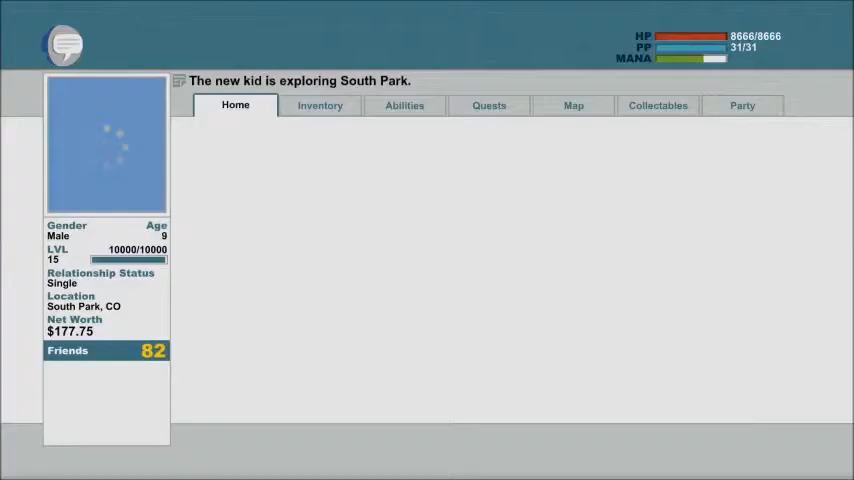 HP 8666/8666
PP 31/31
MANA
The new kid is exploring South Park.
Home Inventory Abilities Quests Map Collectables Party
Gender Age
Male 9
LVL 10000/10000
15
Relationship Status
Single
Location
South Park, CO
Net Worth
$177.75
Friends 82